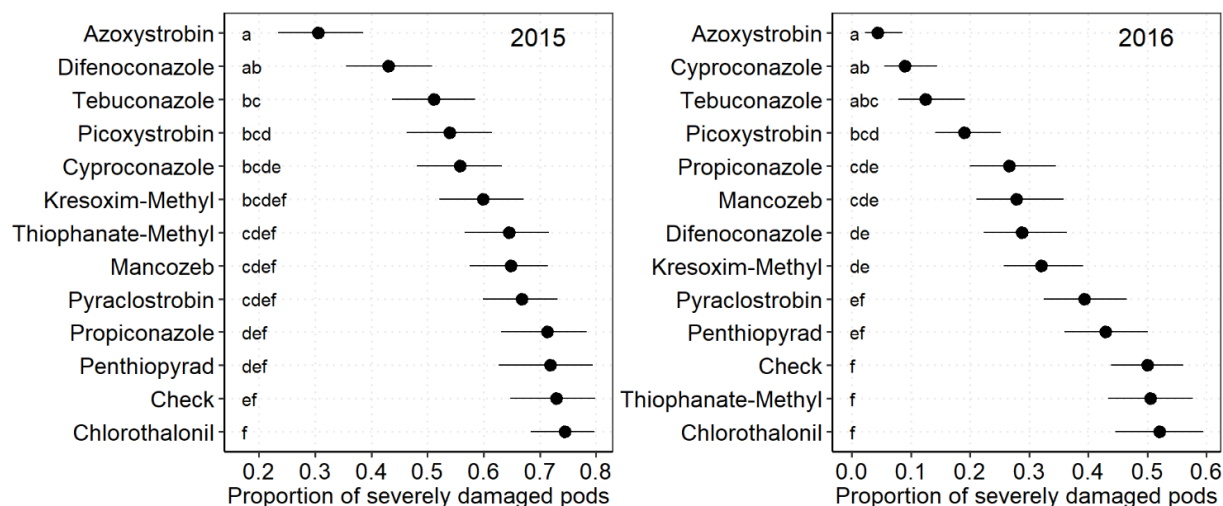 2015
Azoxystrobin a
Difenoconazole ab
Tebuconazole bc
Picoxystrobin bcd
Cyproconazole bcde
Kresoxim-Methyl bcdef
Thiophanate-Methyl cdef
Mancozeb cdef
Pyraclostrobin cdef
Propiconazole def
Penthiopyrad def
Check ef
Chlorothalonil f
0.2 0.3 0.4 0.5 0.6 0.7 0.8
Proportion of severely damaged pods
2016
Azoxystrobin a
Cyproconazole ab
Tebuconazole abc
Picoxystrobin bcd
Propiconazole cde
Mancozeb cde
Difenoconazole de
Kresoxim-Methyl de
Pyraclostrobin ef
Penthiopyrad ef
Check f
Thiophanate-Methyl f
Chlorothalonil f
0.0 0.1 0.2 0.3 0.4 0.5 0.6
Proportion of severely damaged pods